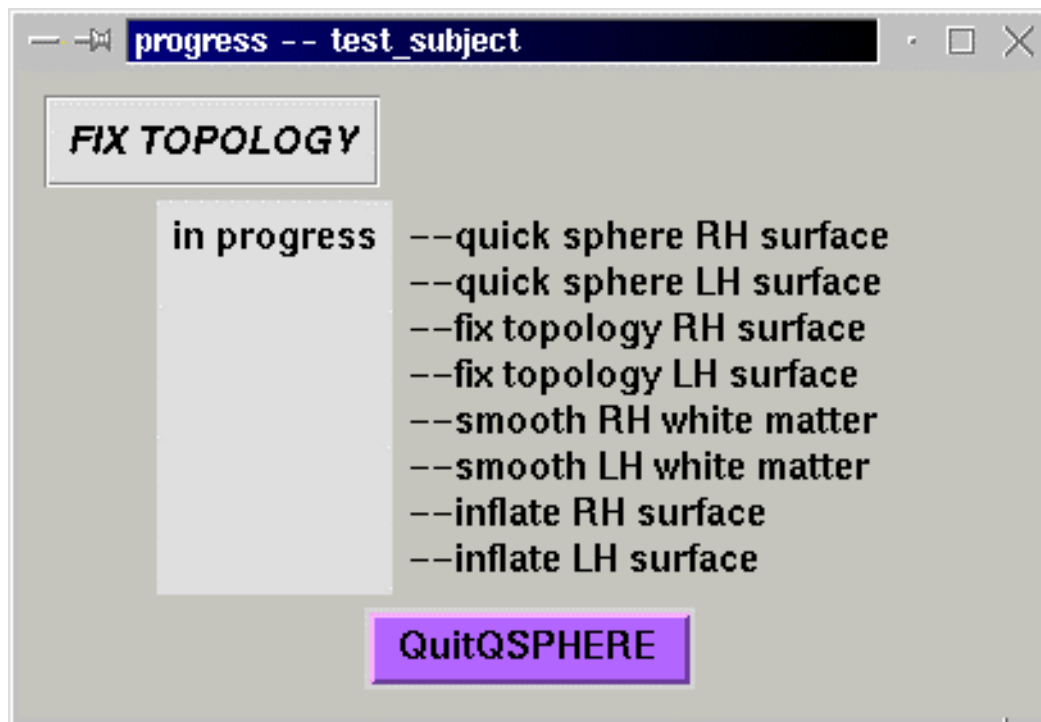 progress -- test_subject
FIX TOPOLOGY
in progress --quick sphere RH surface
--quick sphere LH surface
--fix topology RH surface
--fix topology LH surface
--smooth RH white matter
--smooth LH white matter
--inflate RH surface
--inflate LH surface
QuitQSPHERE